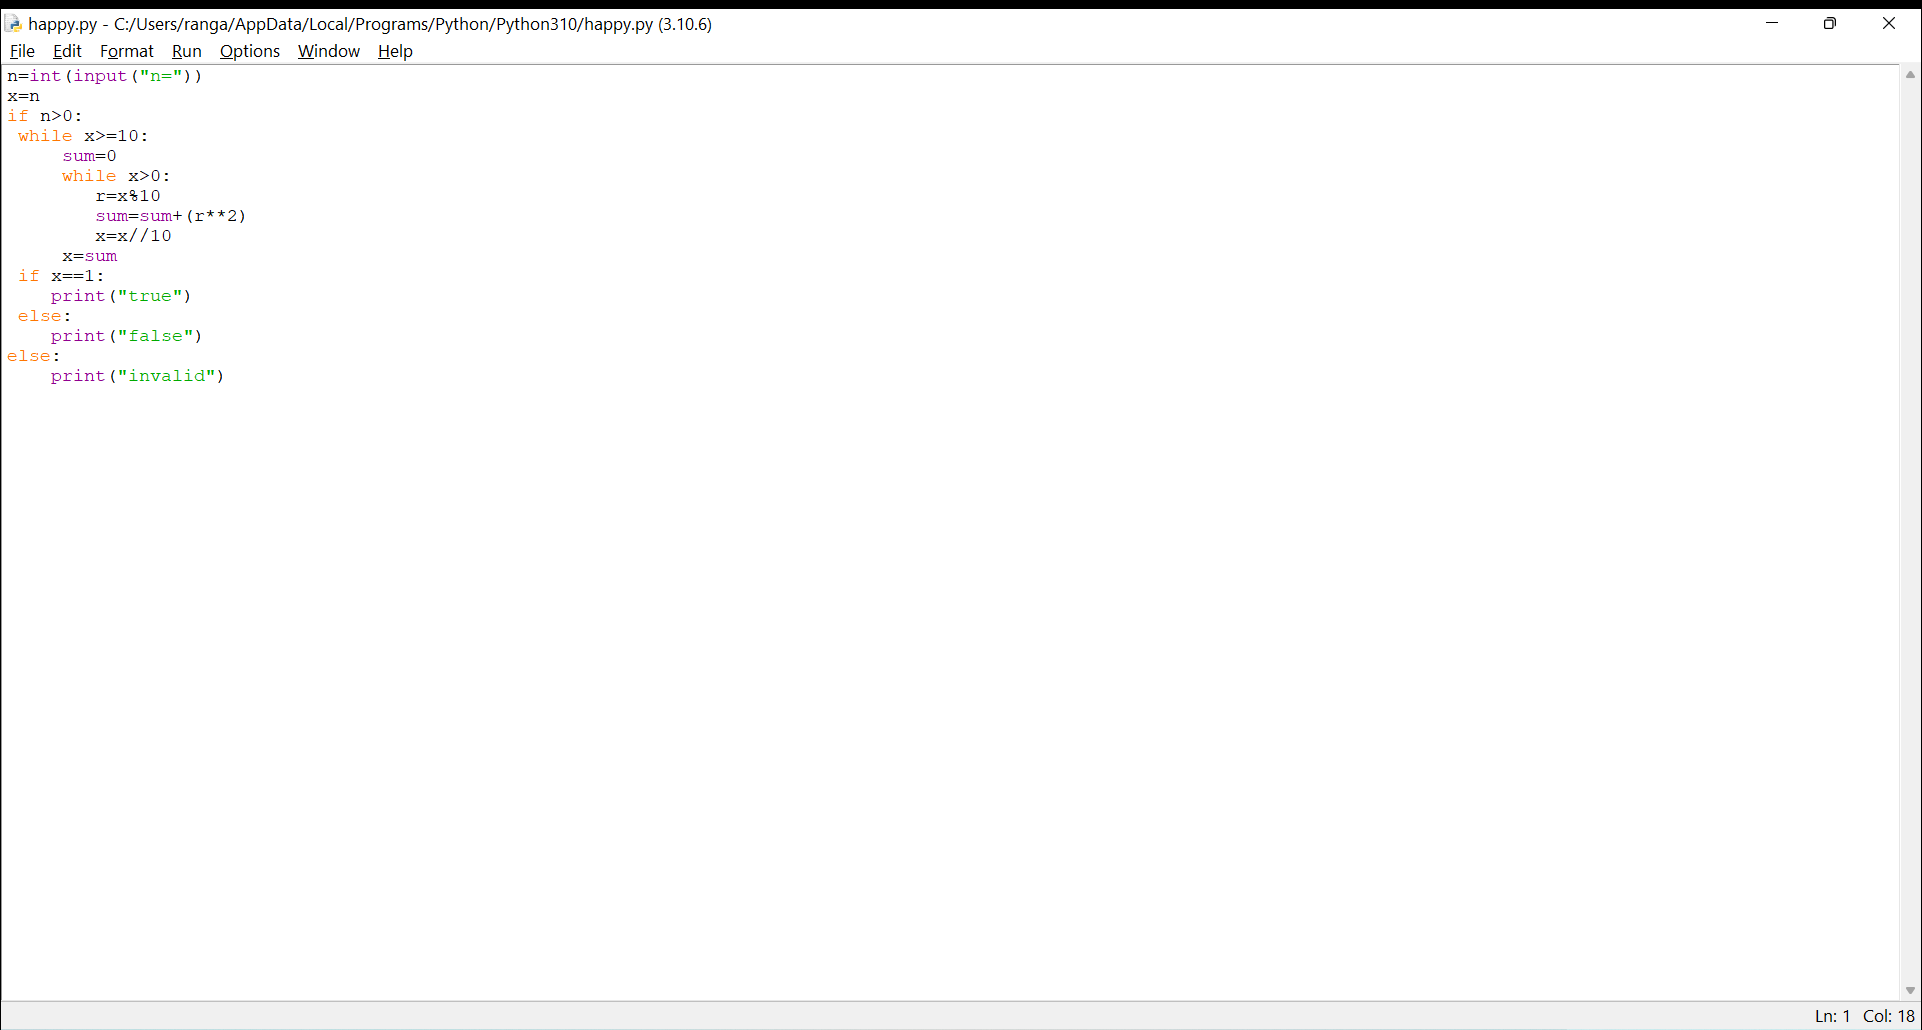 happy.py - C:/Users/ranga/AppData/Local/Programs/Python/Python310/happy.py (3.10.6)
File Edit Format Run Options Window Help
n=int(input("n="))
x=n
if n>0:
 while x>=10:
     sum=0
     while x>0:
        r=x%10
        sum=sum+(r**2)
        x=x//10
     x=sum
 if x==1:
    print("true")
 else:
    print("false")
else:
    print("invalid")
Ln: 1 Col: 18